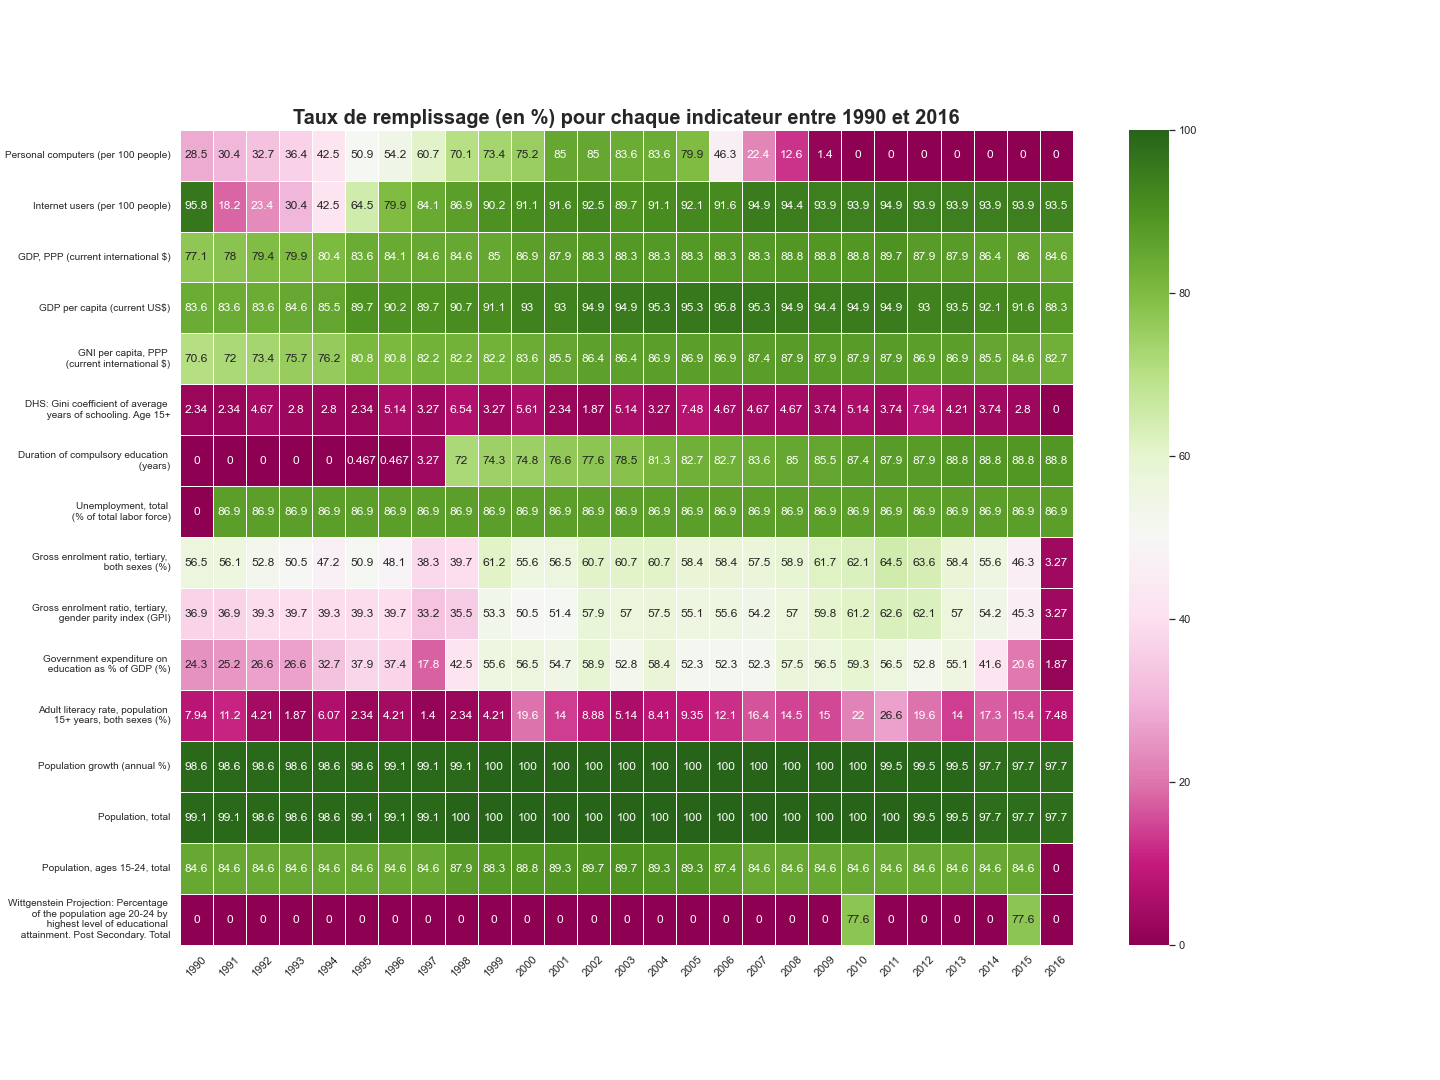 Taux de remplissage (en %) pour chaque indicateur entre 1990 et 2016
Personal computers (per 100 people) 28.5 30.4 32.7 36.4 42.5 50.9 54.2 60.7 70.1 73.4 75.2 85 85 83.6 83.6 79.9 46.3 22.4 12.6 1.4 0 0 0 0 0 0 0
Internet users (per 100 people) 95.8 18.2 23.4 30.4 42.5 64.5 79.9 84.1 86.9 90.2 91.1 91.6 92.5 89.7 91.1 92.1 91.6 94.9 94.4 93.9 93.9 94.9 93.9 93.9 93.9 93.9 93.5
GDP, PPP (current international $) 77.1 78 79.4 79.9 80.4 83.6 84.1 84.6 84.6 85 86.9 87.9 88.3 88.3 88.3 88.3 88.3 88.3 88.8 88.8 88.8 89.7 87.9 87.9 86.4 86 84.6
GDP per capita (current US$) 83.6 83.6 83.6 84.6 85.5 89.7 90.2 89.7 90.7 91.1 93 93 94.9 94.9 95.3 95.3 95.8 95.3 94.9 94.4 94.9 94.9 93 93.5 92.1 91.6 88.3
GNI per capita, PPP
(current international $) 70.6 72 73.4 75.7 76.2 80.8 80.8 82.2 82.2 82.2 83.6 85.5 86.4 86.4 86.9 86.9 86.9 87.4 87.9 87.9 87.9 87.9 86.9 86.9 85.5 84.6 82.7
DHS: Gini coefficient of average
years of schooling. Age 15+ 2.34 2.34 4.67 2.8 2.8 2.34 5.14 3.27 6.54 3.27 5.61 2.34 1.87 5.14 3.27 7.48 4.67 4.67 4.67 3.74 5.14 3.74 7.94 4.21 3.74 2.8 0
Duration of compulsory education
(years) 0 0 0 0 0 0.467 0.467 3.27 72 74.3 74.8 76.6 77.6 78.5 81.3 82.7 82.7 83.6 85 85.5 87.4 87.9 87.9 88.8 88.8 88.8 88.8
Unemployment, total
(% of total labor force) 0 86.9 86.9 86.9 86.9 86.9 86.9 86.9 86.9 86.9 86.9 86.9 86.9 86.9 86.9 86.9 86.9 86.9 86.9 86.9 86.9 86.9 86.9 86.9 86.9 86.9 86.9
Gross enrolment ratio, tertiary,
both sexes (%) 56.5 56.1 52.8 50.5 47.2 50.9 48.1 38.3 39.7 61.2 55.6 56.5 60.7 60.7 60.7 58.4 58.4 57.5 58.9 61.7 62.1 64.5 63.6 58.4 55.6 46.3 3.27
Gross enrolment ratio, tertiary,
gender parity index (GPI) 36.9 36.9 39.3 39.7 39.3 39.3 39.7 33.2 35.5 53.3 50.5 51.4 57.9 57 57.5 55.1 55.6 54.2 57 59.8 61.2 62.6 62.1 57 54.2 45.3 3.27
Government expenditure on
education as % of GDP (%) 24.3 25.2 26.6 26.6 32.7 37.9 37.4 17.8 42.5 55.6 56.5 54.7 58.9 52.8 58.4 52.3 52.3 52.3 57.5 56.5 59.3 56.5 52.8 55.1 41.6 20.6 1.87
Adult literacy rate, population
15+ years, both sexes (%) 7.94 11.2 4.21 1.87 6.07 2.34 4.21 1.4 2.34 4.21 19.6 14 8.88 5.14 8.41 9.35 12.1 16.4 14.5 15 22 26.6 19.6 14 17.3 15.4 7.48
Population growth (annual %) 98.6 98.6 98.6 98.6 98.6 98.6 99.1 99.1 99.1 100 100 100 100 100 100 100 100 100 100 100 100 99.5 99.5 99.5 97.7 97.7 97.7
Population, total 99.1 99.1 98.6 98.6 98.6 99.1 99.1 99.1 100 100 100 100 100 100 100 100 100 100 100 100 100 100 99.5 99.5 97.7 97.7 97.7
Population, ages 15-24, total 84.6 84.6 84.6 84.6 84.6 84.6 84.6 84.6 87.9 88.3 88.8 89.3 89.7 89.7 89.3 89.3 87.4 84.6 84.6 84.6 84.6 84.6 84.6 84.6 84.6 84.6 0
Wittgenstein Projection: Percentage
of the population age 20-24 by
highest level of educational
attainment. Post Secondary. Total 0 0 0 0 0 0 0 0 0 0 0 0 0 0 0 0 0 0 0 0 77.6 0 0 0 0 77.6 0
1990 1991 1992 1993 1994 1995 1996 1997 1998 1999 2000 2001 2002 2003 2004 2005 2006 2007 2008 2009 2010 2011 2012 2013 2014 2015 2016
100
80
60
40
20
0